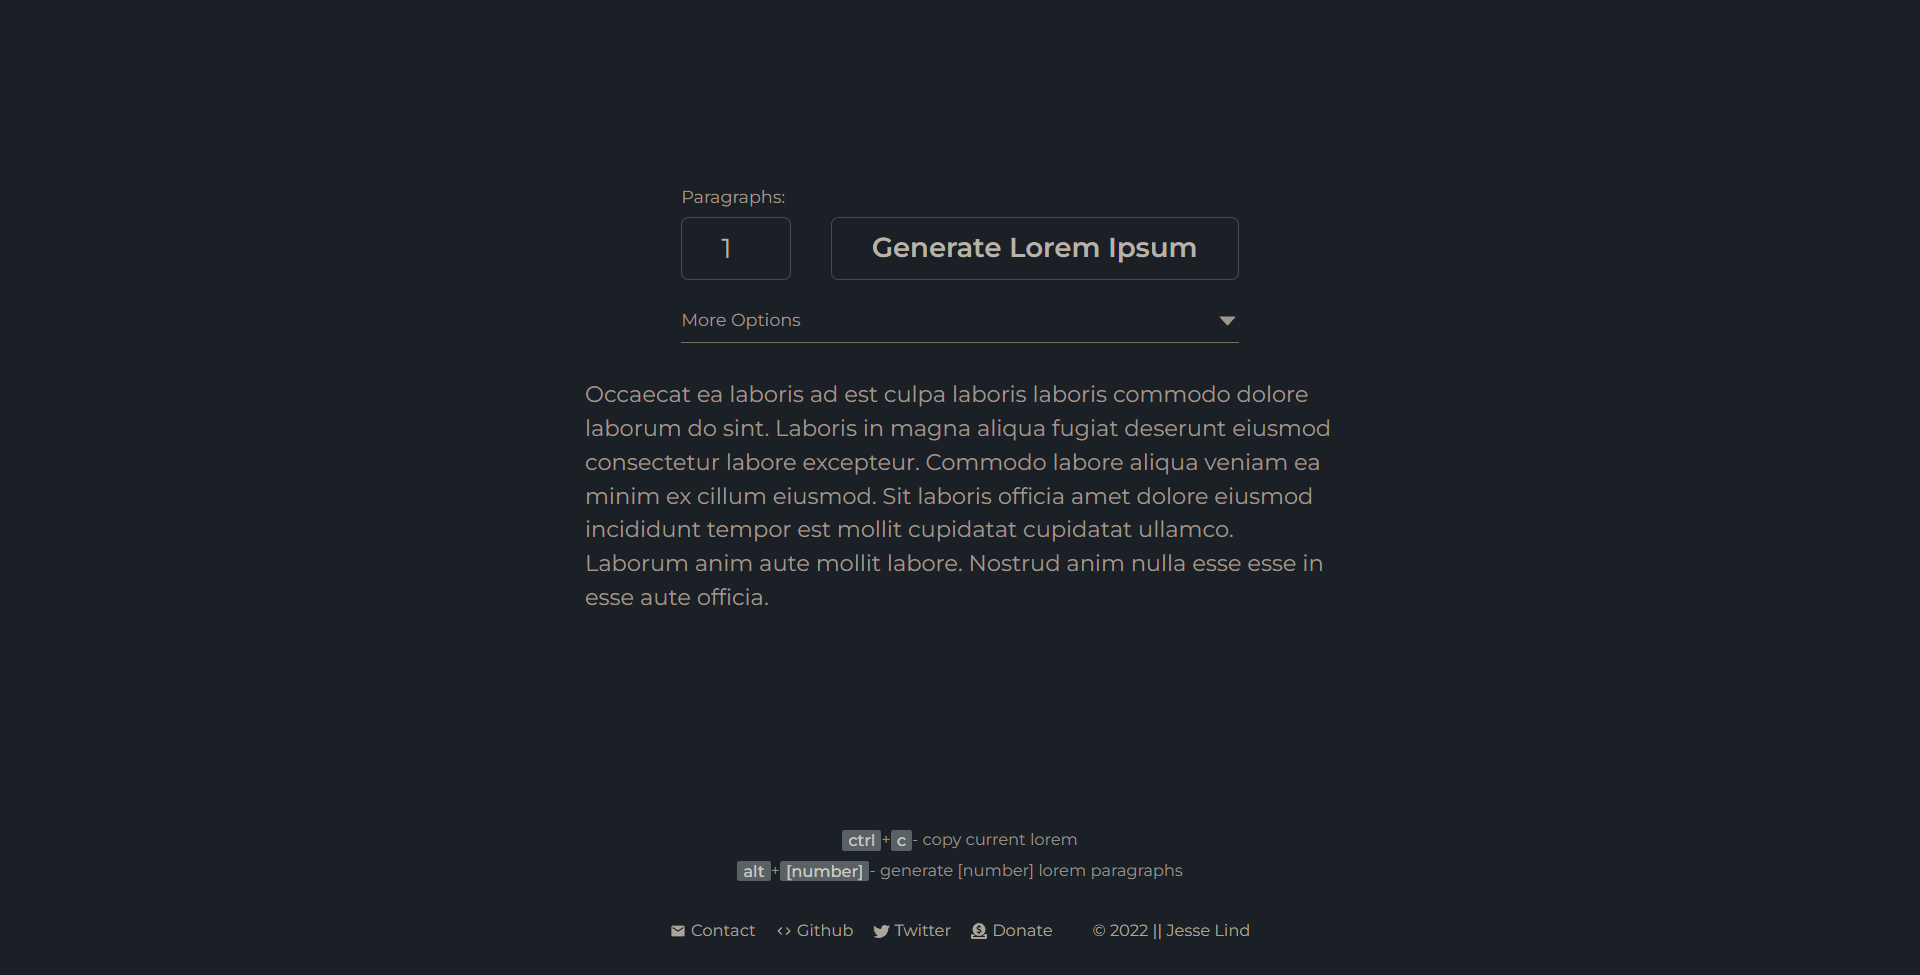 Paragraphs:
1
Generate Lorem Ipsum
More Options
Occaecat ea laboris ad est culpa laboris laboris commodo dolore
laborum do sint. Laboris in magna aliqua fugiat deserunt eiusmod
consectetur labore excepteur. Commodo labore aliqua veniam ea
minim ex cillum eiusmod. Sit laboris officia amet dolore eiusmod
incididunt tempor est mollit cupidatat cupidatat ullamco.
Laborum anim aute mollit labore. Nostrud anim nulla esse esse in
esse aute officia.
ctrl+c- copy current lorem
alt+[number]- generate [number] lorem paragraphs
Contact Github Twitter Donate © 2022 || Jesse Lind